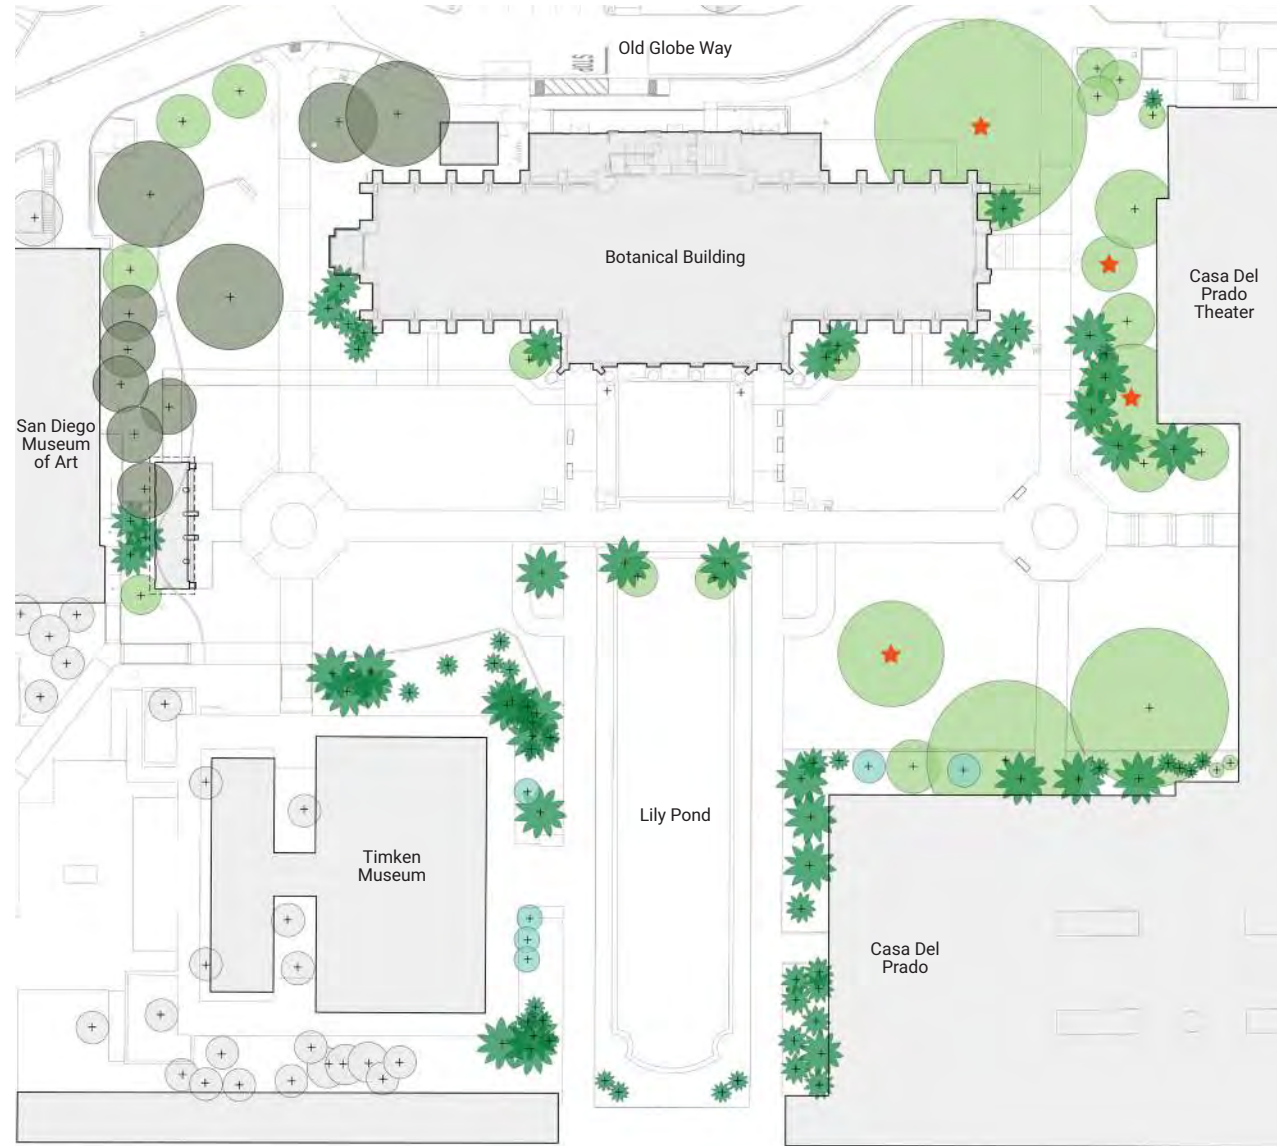 Old Globe Way
STOP
Botanical Building
Casa Del
Prado
Theater
San Diego
Museum
of Art
Lily Pond
Timken
Museum
Casa Del
Prado